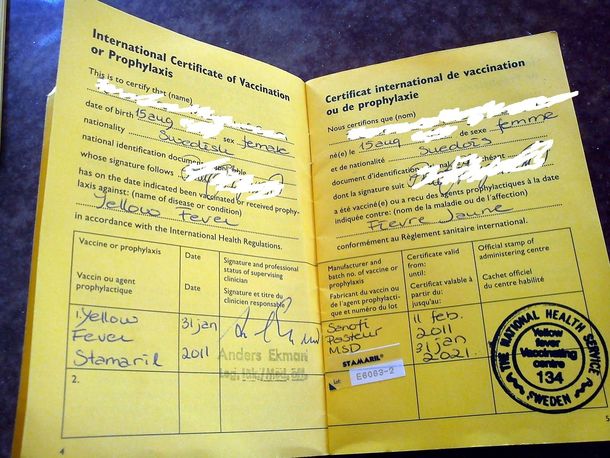 International Certificate of Vaccination
or Prophylaxis
This is to certify that (name)
date of birth 15 aug sex female
nationality Swedish
national identification document, if applicable
whose signature follows
has on the date indicated been vaccinated or received prophy-
laxis against: (name of disease or condition)
Yellow Fever
in accordance with the International Health Regulations.
Vaccine or prophylaxis
Vaccin ou agent
prophylactique
Date
Date
Signature and professional
status of supervising
clinician
Signature et titre du
clinicien responsable
1. Yellow
Fever
Stamaril
31 jan
2011
Anders Ekman
2.
4
Certificat international de vaccination
ou de prophylaxie
Nous certifions que (nom)
né(e) le 15 aug de sexe femme
et de nationalité Suedois
document d'identification
dont la signature suit
a été vacciné(e) ou a reçu des agents prophylactiques à la date
indiquée contre: (nom de la maladie ou de l'affection)
Fievre Jaune
conformément au Règlement sanitaire international.
Manufacturer and
batch no. of vaccine or
prophylaxis
Fabricant du vaccin ou
de l'agent prophylacti-
que et numéro du lot
Certificate valid
from:
until:
Certificat valable à
partir du:
jusqu'au:
Official stamp of
administering centre
Cachet officiel
du centre habilité
Sanofi
Pasteur
MSD
STAMARIL®
Lot: E6063-2
11 feb.
2011
31 jan
2021
THE NATIONAL HEALTH SERVICE
Yellow
fever
Vaccinating
centre
134
SWEDEN
5